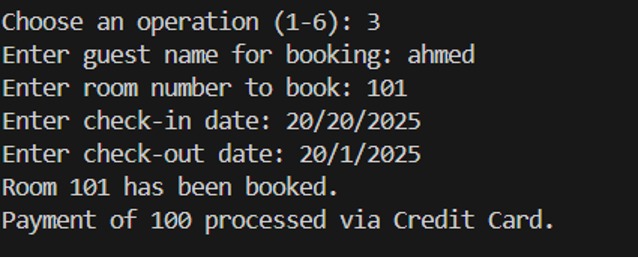 Choose an operation (1-6): 3
Enter guest name for booking: ahmed
Enter room number to book: 101
Enter check-in date: 20/20/2025
Enter check-out date: 20/1/2025
Room 101 has been booked.
Payment of 100 processed via Credit Card.